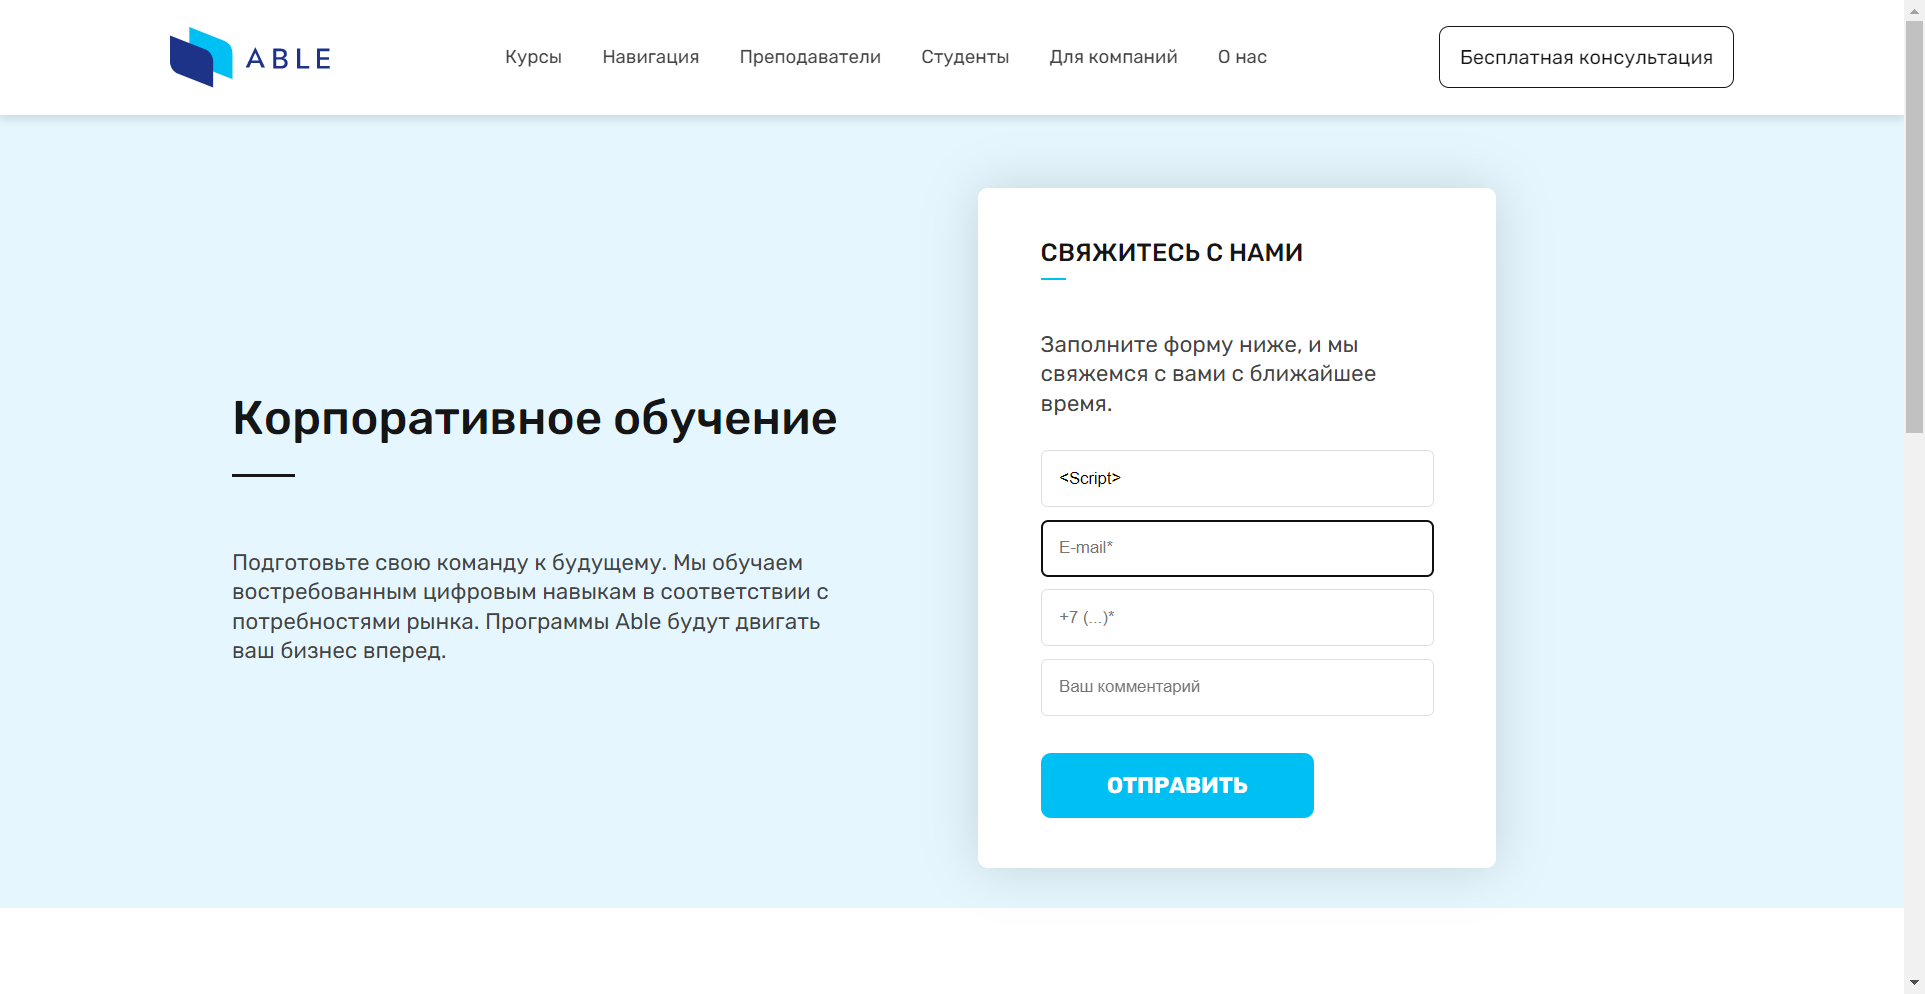 ABLE
Курсы
Навигация
Преподаватели
Студенты
Для компаний
О нас
Бесплатная консультация
Корпоративное обучение
Подготовьте свою команду к будущему. Мы обучаем
востребованным цифровым навыкам в соответствии с
потребностями рынка. Программы Able будут двигать
ваш бизнес вперед.
СВЯЖИТЕСЬ С НАМИ
Заполните форму ниже, и мы
свяжемся с вами с ближайшее
время.
<Script>
E-mail*
+7 (...)*
Ваш комментарий
ОТПРАВИТЬ